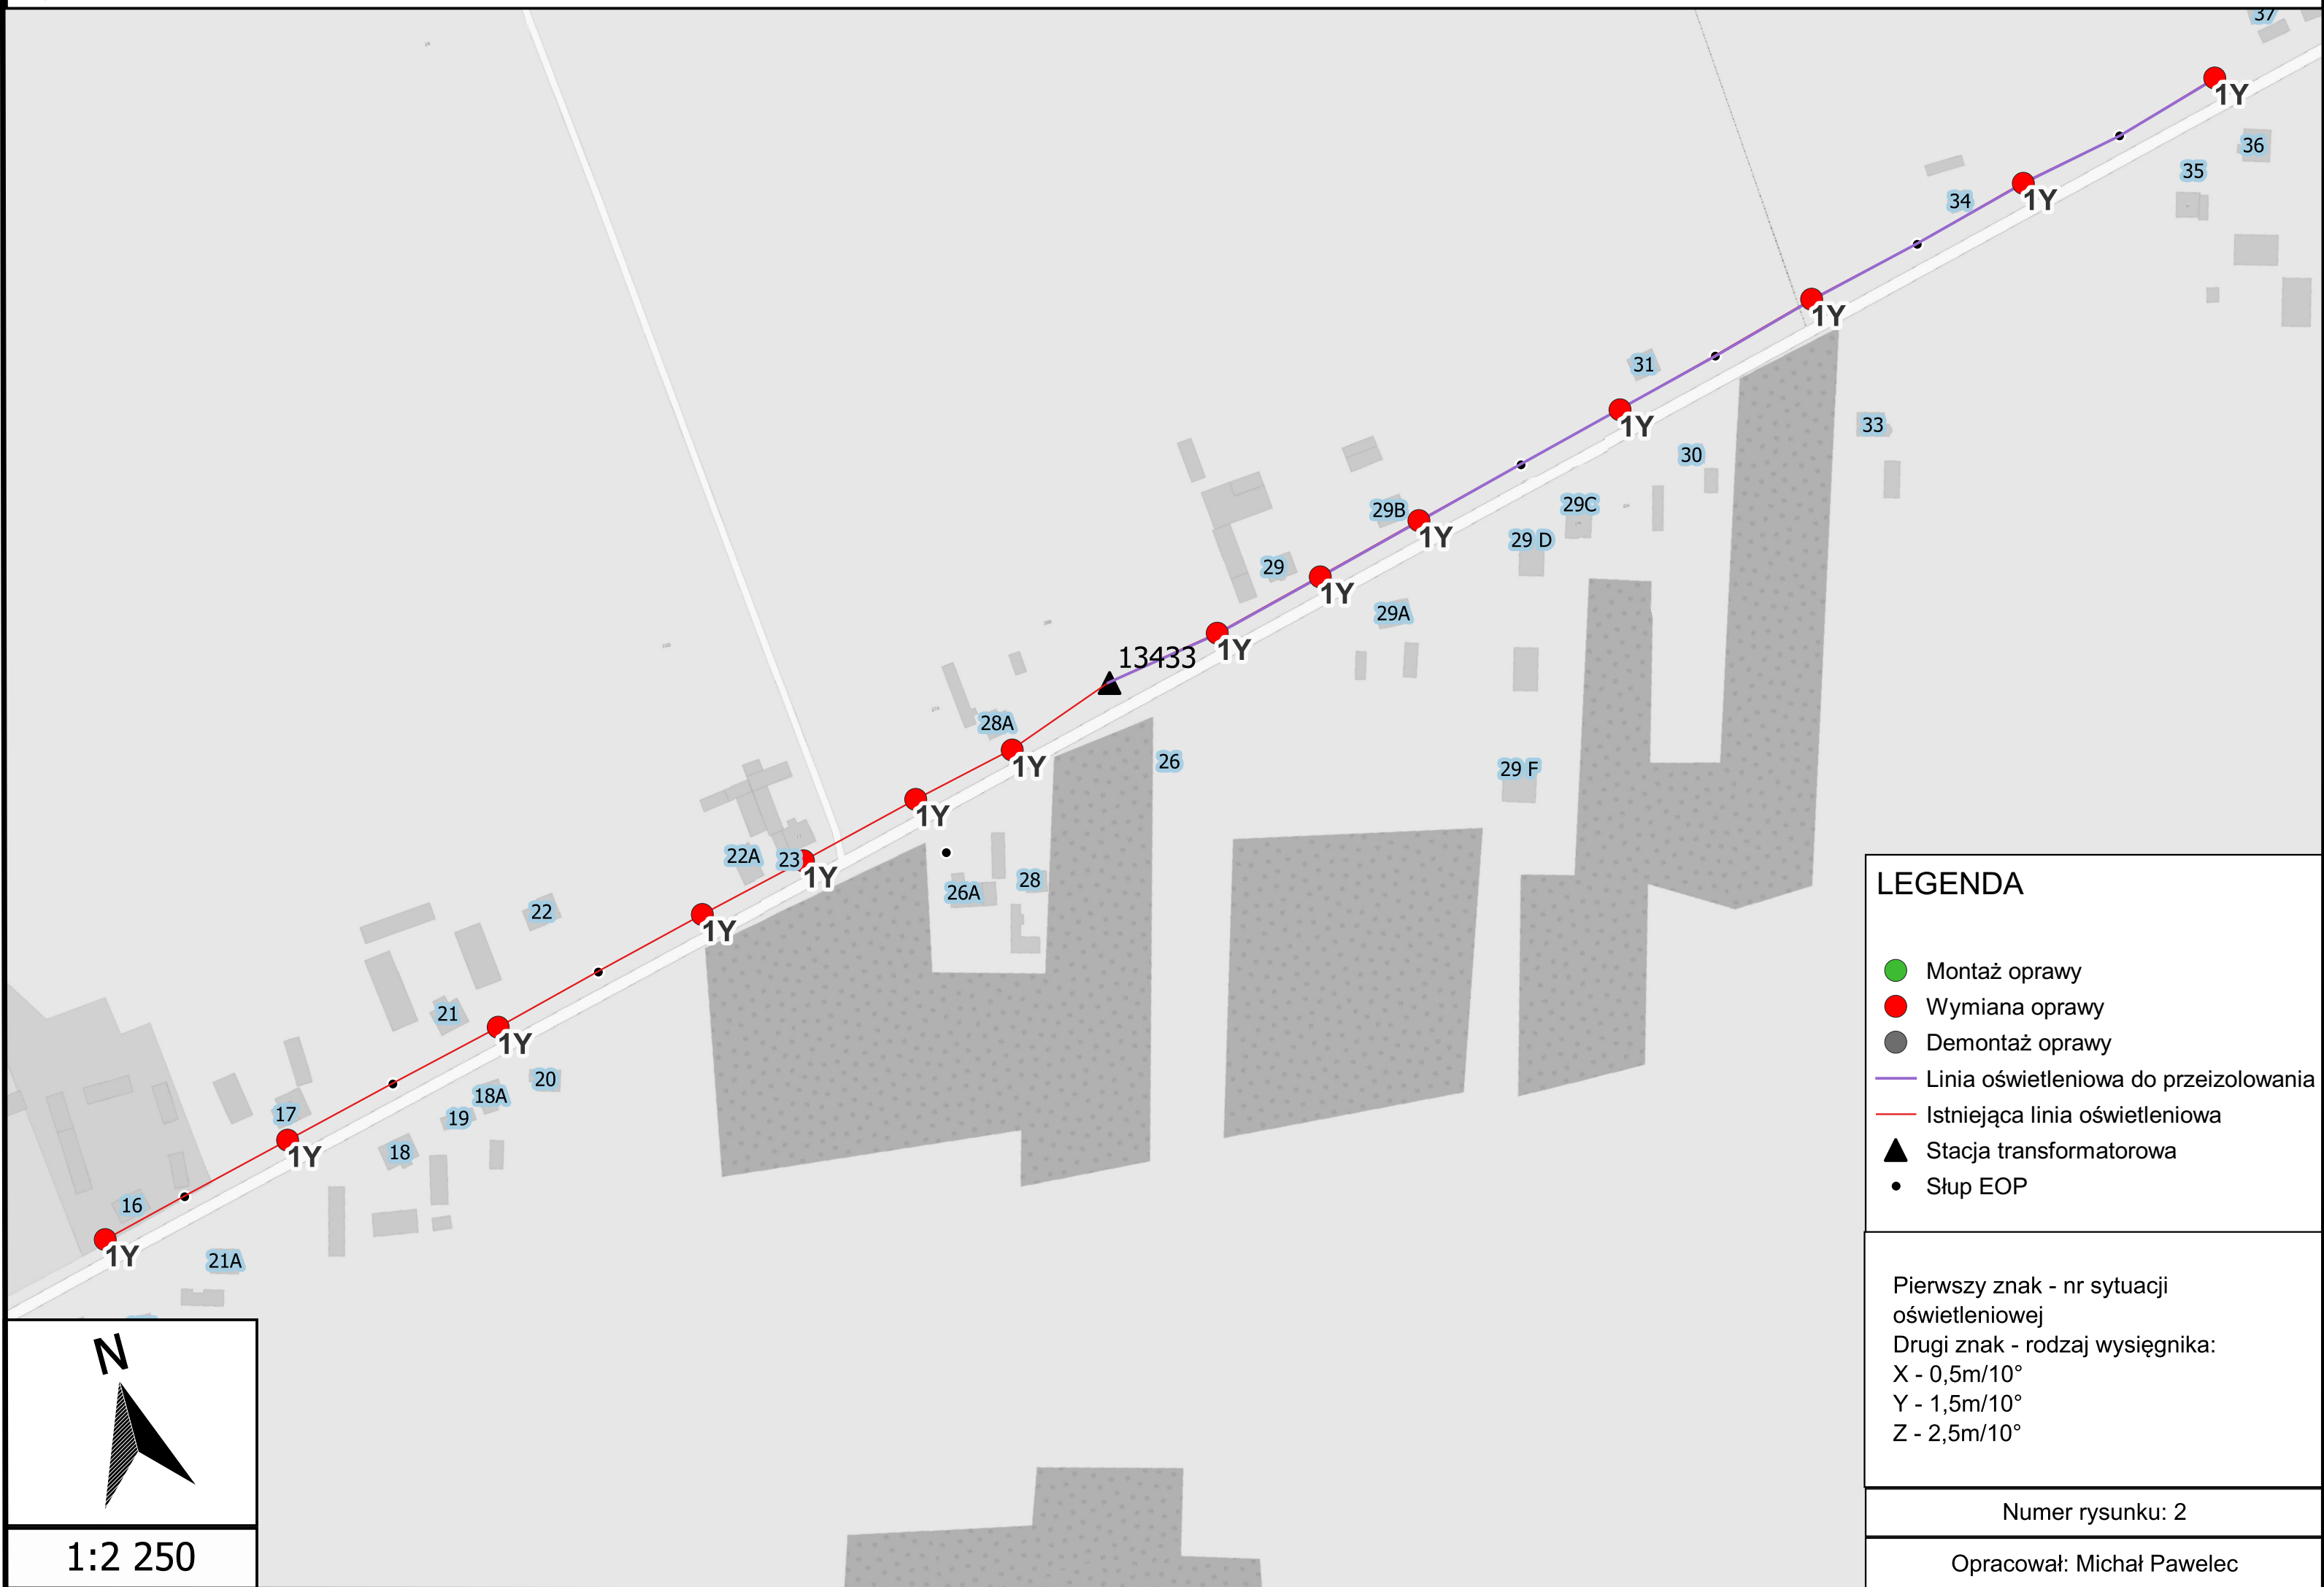 37
1Y
36
35
1Y
34
1Y
31
1Y
33
30
29B
1Y
29C
29 D
29
1Y
29A
13433
1Y
28A
1Y
26
29 F
1Y
22A
23
1Y
28
26A
22
1Y
21
1Y
20
18A
19
17
1Y
18
16
1Y
21A
LEGENDA
Montaż oprawy
Wymiana oprawy
Demontaż oprawy
Linia oświetleniowa do przeizolowania
Istniejąca linia oświetleniowa
Stacja transformatorowa
Słup EOP
Pierwszy znak - nr sytuacji
oświetleniowej
Drugi znak - rodzaj wysięgnika:
X - 0,5m/10°
Y - 1,5m/10°
Z - 2,5m/10°
Numer rysunku: 2
Opracował: Michał Pawelec
N
1:2 250